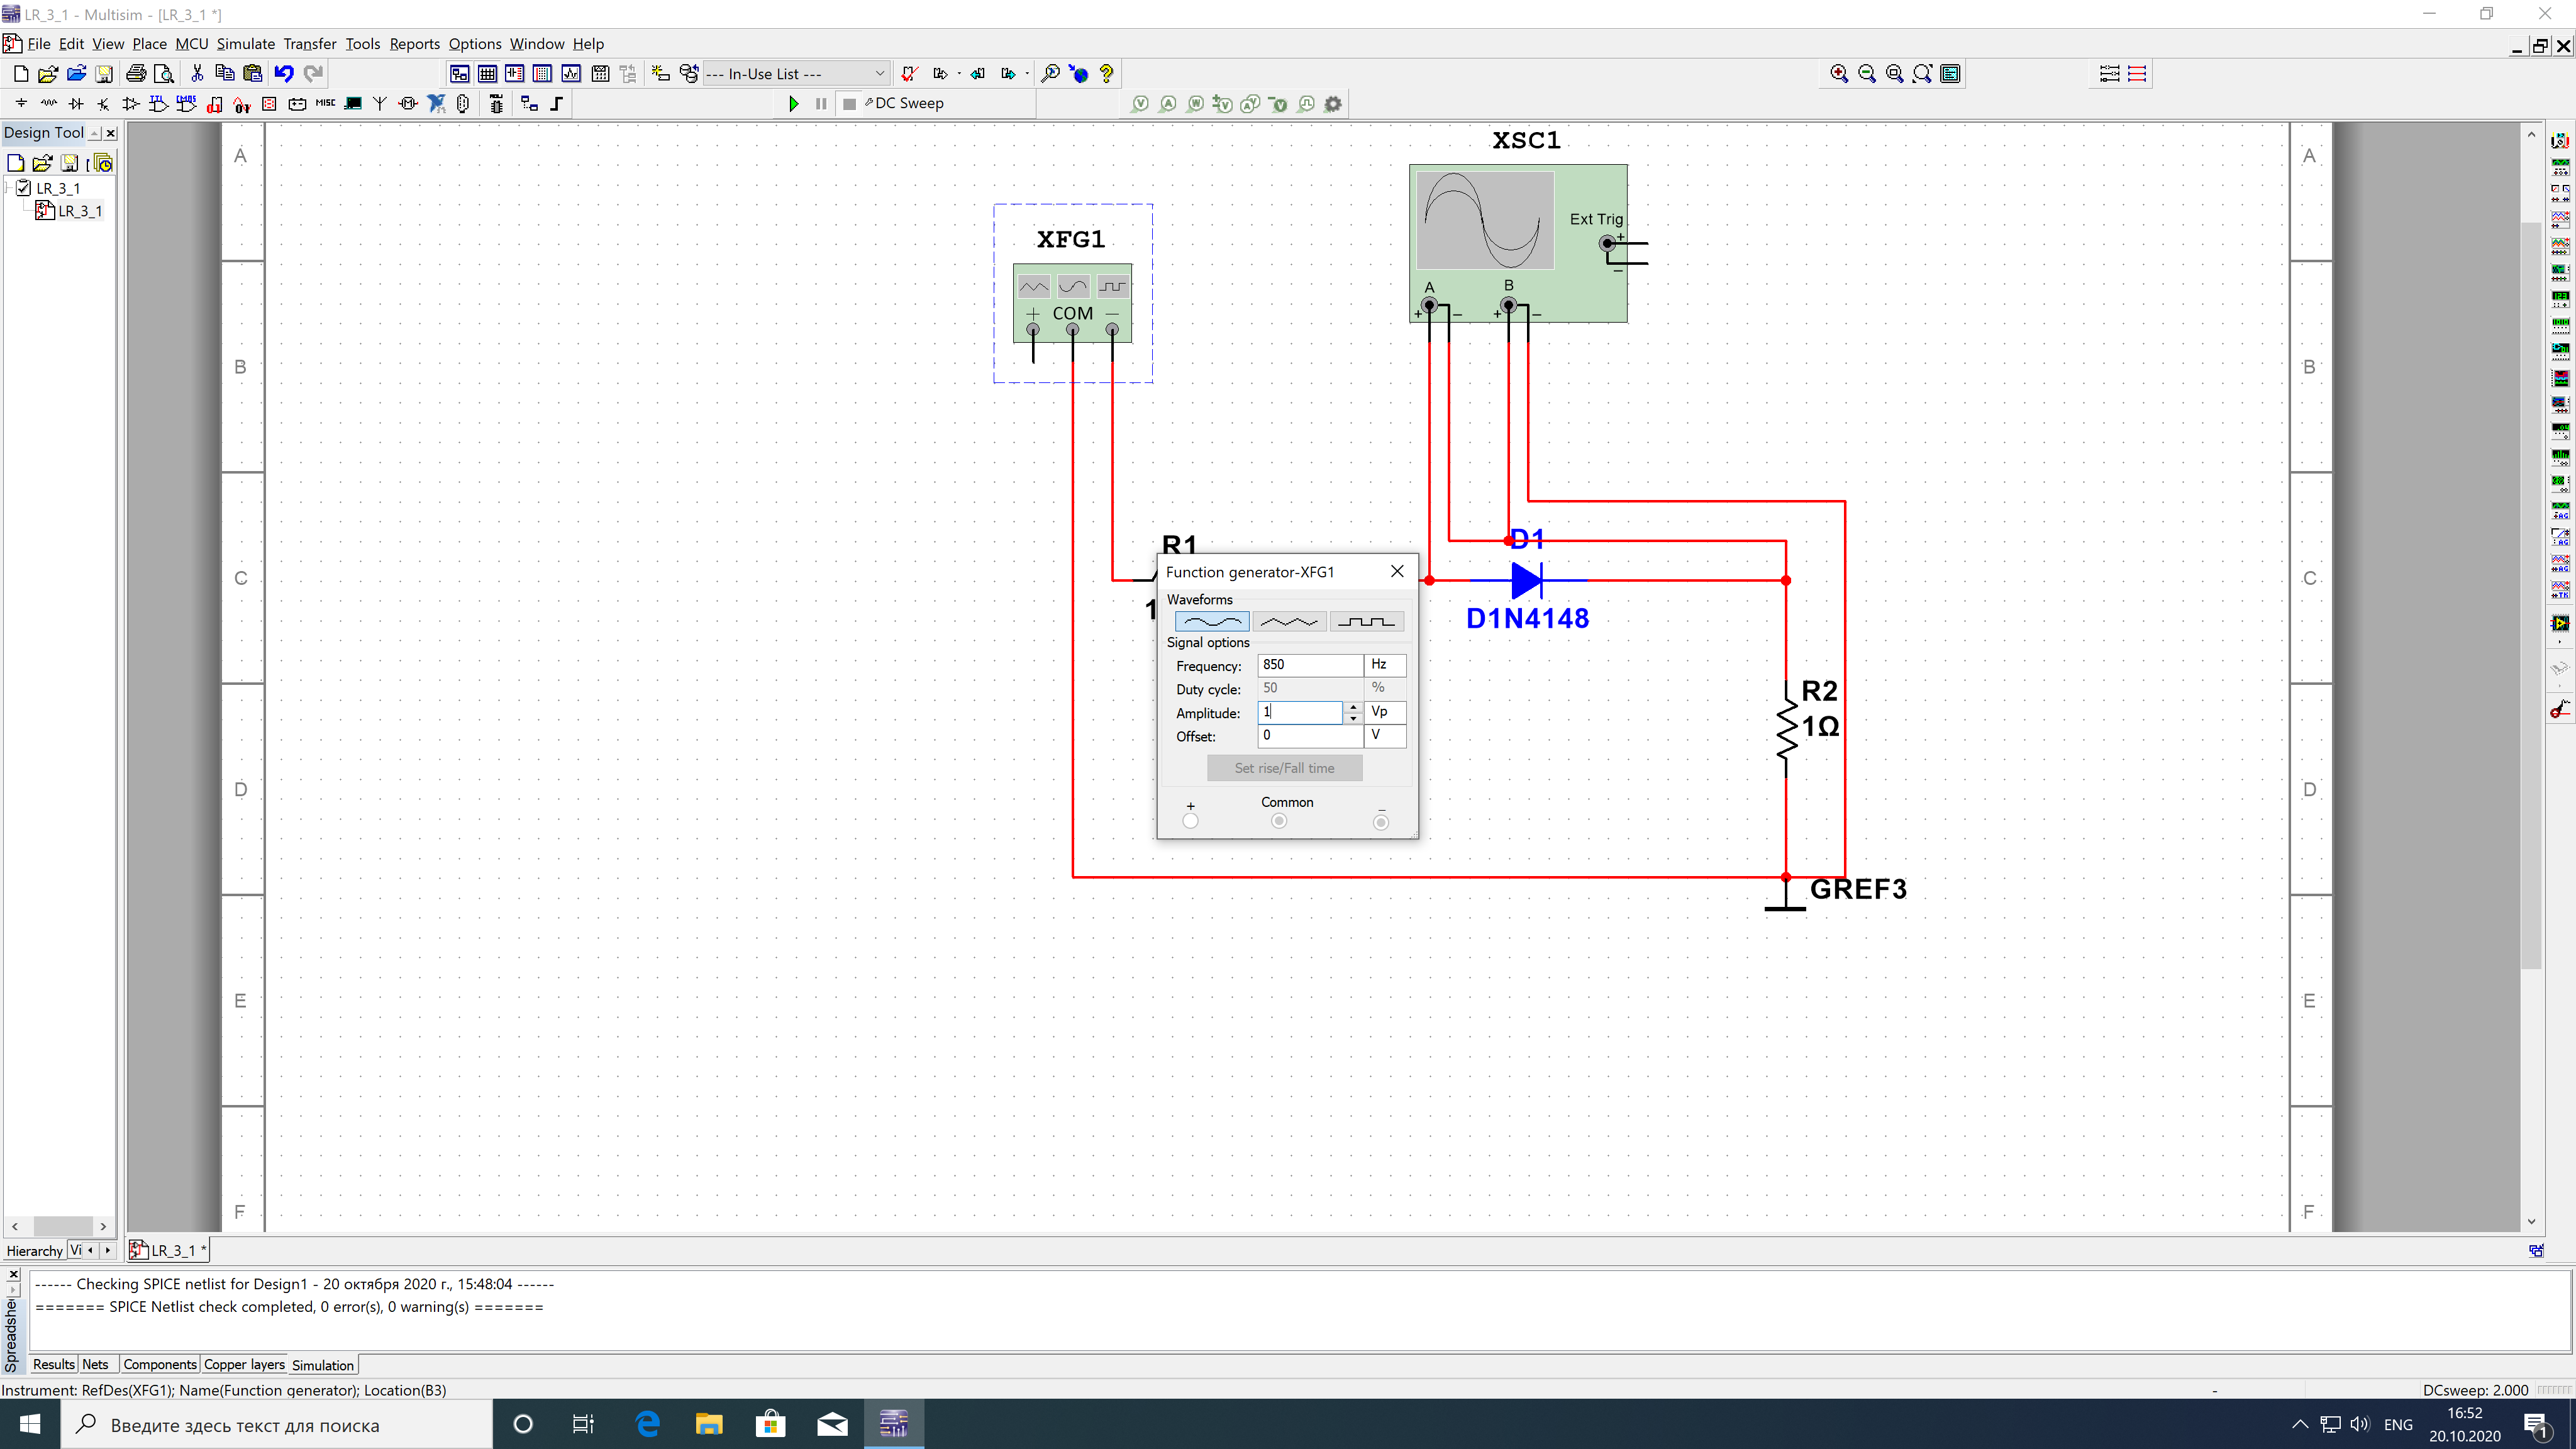 LR_3_1 - Multisim - [LR_3_1 *]
File Edit View Place MCU Simulate Transfer Tools Reports Options Window Help
--- In-Use List ---
TTL CMOS MISC DC Sweep
V A W V A V V
Design Tool
LR_3_1
LR_3_1
A
B
C
D
E
F
XFG1
COM
XSC1
Ext Trig
+
−
A
B
+ − + −
R1
1
D1
D1N4148
R2
1Ω
GREF3
Function generator-XFG1
Waveforms
Signal options
Frequency: 850 Hz
Duty cycle: 50 %
Amplitude: 1 Vp
Offset: 0 V
Set rise/Fall time
+ Common −
A
B
C
D
E
F
Hierarchy Vi
LR_3_1 *
------ Checking SPICE netlist for Design1 - 20 октября 2020 г., 15:48:04 ------
======= SPICE Netlist check completed, 0 error(s), 0 warning(s) =======
Spreadshe
Results Nets Components Copper layers Simulation
Instrument: RefDes(XFG1); Name(Function generator); Location(B3) - DCsweep: 2.000
Введите здесь текст для поиска
ENG
16:52
20.10.2020
1